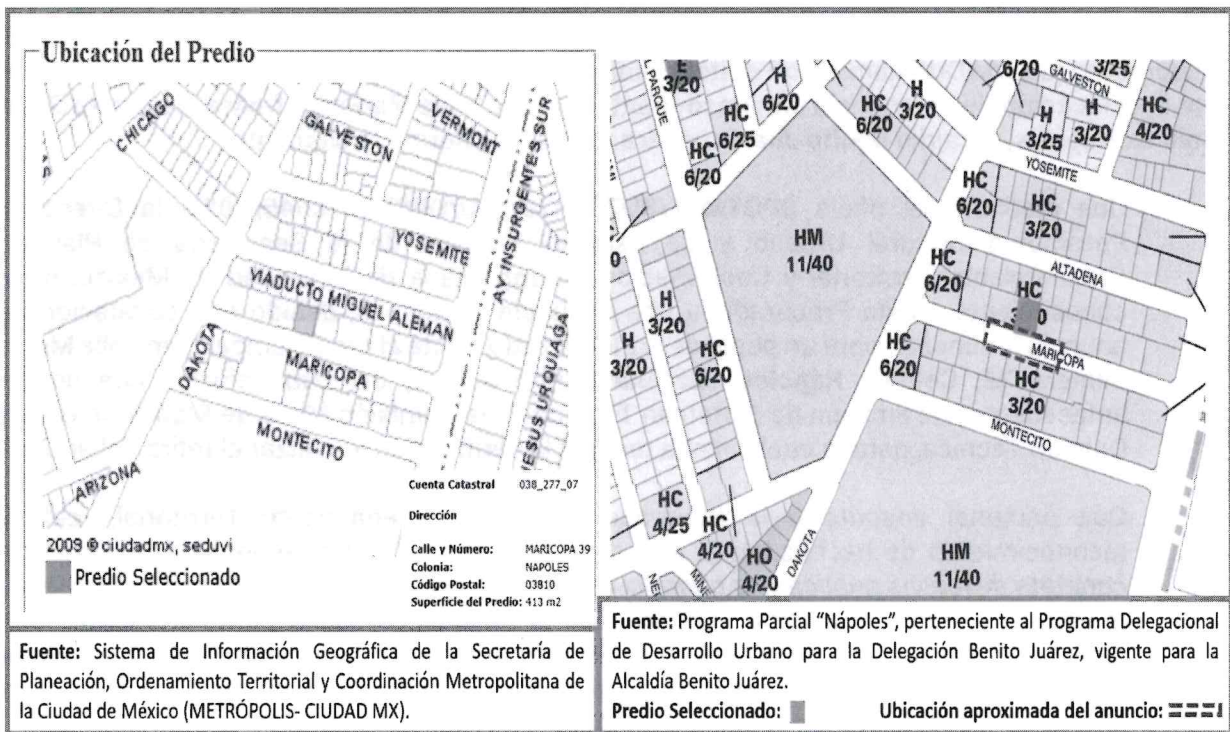 Ubicación del Predio
CHICAGO
GALVESTON
VERMONT
AV INSURGENTES SUR
YOSEMITE
VIADUCTO MIGUEL ALEMAN
DAKOTA
MARICOPA
JESUS URQUIAGA
MONTECITO
ARIZONA
Cuenta Catastral 038_277_07
Dirección
Calle y Número: MARICOPA 39
Colonia: NAPOLES
Código Postal: 03810
Superficie del Predio: 413 m2
2009 © ciudadmx, seduvi
Predio Seleccionado
Fuente: Sistema de Información Geográfica de la Secretaría de
Planeación, Ordenamiento Territorial y Coordinación Metropolitana de
la Ciudad de México (METRÓPOLIS- CIUDAD MX).
E
3/20
L PARQUE
H
6/20
HC
6/25
HC
6/20
HC
6/20
H
3/20
6/20
GALVESTON
3/25
H
3/25
H
3/20
HC
4/20
YOSEMITE
HC
6/20
HC
3/20
HM
11/40
ALTADENA
HC
6/20
HC
MARICOPA
H
3/20
H
3/20
HC
6/20
HC
6/20
HC
3/20
MONTECITO
HC
4/25
HC
4/20
HO
4/20
DAKOTA
HM
11/40
Fuente: Programa Parcial "Nápoles", perteneciente al Programa Delegacional
de Desarrollo Urbano para la Delegación Benito Juárez, vigente para la
Alcaldía Benito Juárez.
Predio Seleccionado: Ubicación aproximada del anuncio: